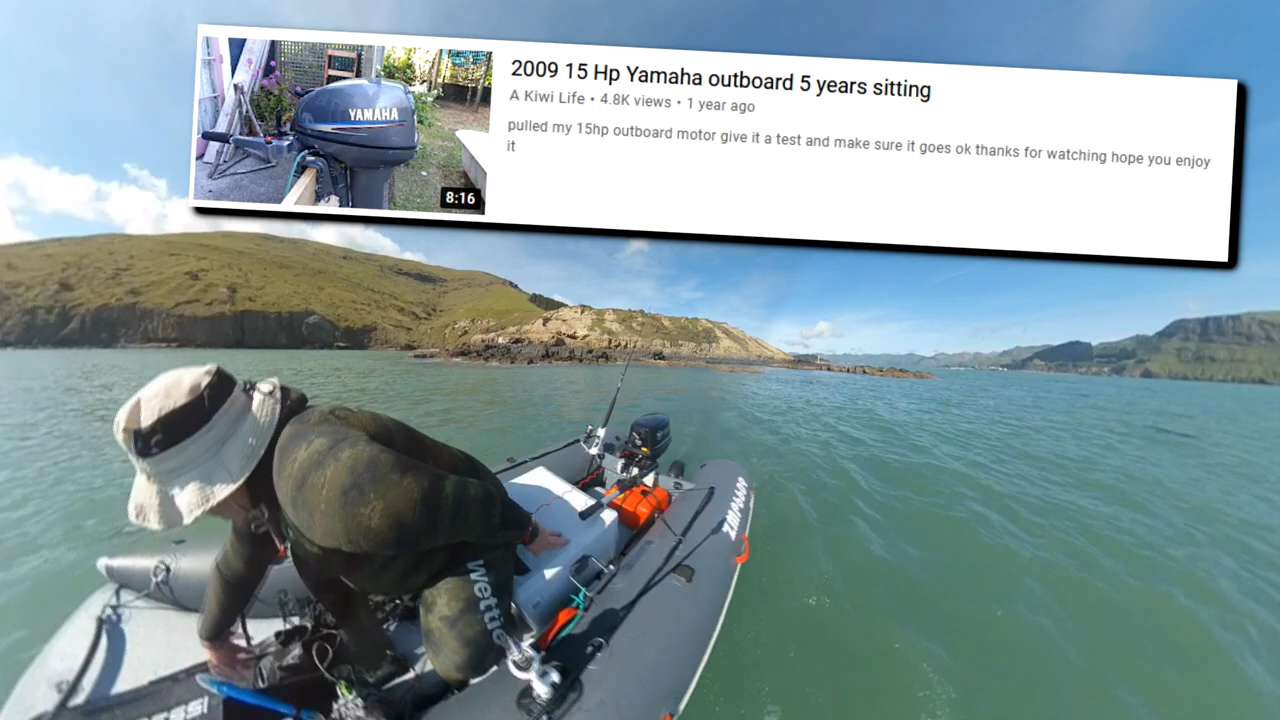 YAMAHA
8:16
2009 15 Hp Yamaha outboard 5 years sitting
A Kiwi Life • 4.8K views • 1 year ago
pulled my 15hp outboard motor give it a test and make sure it goes ok thanks for watching hope you enjoy
it
wettie